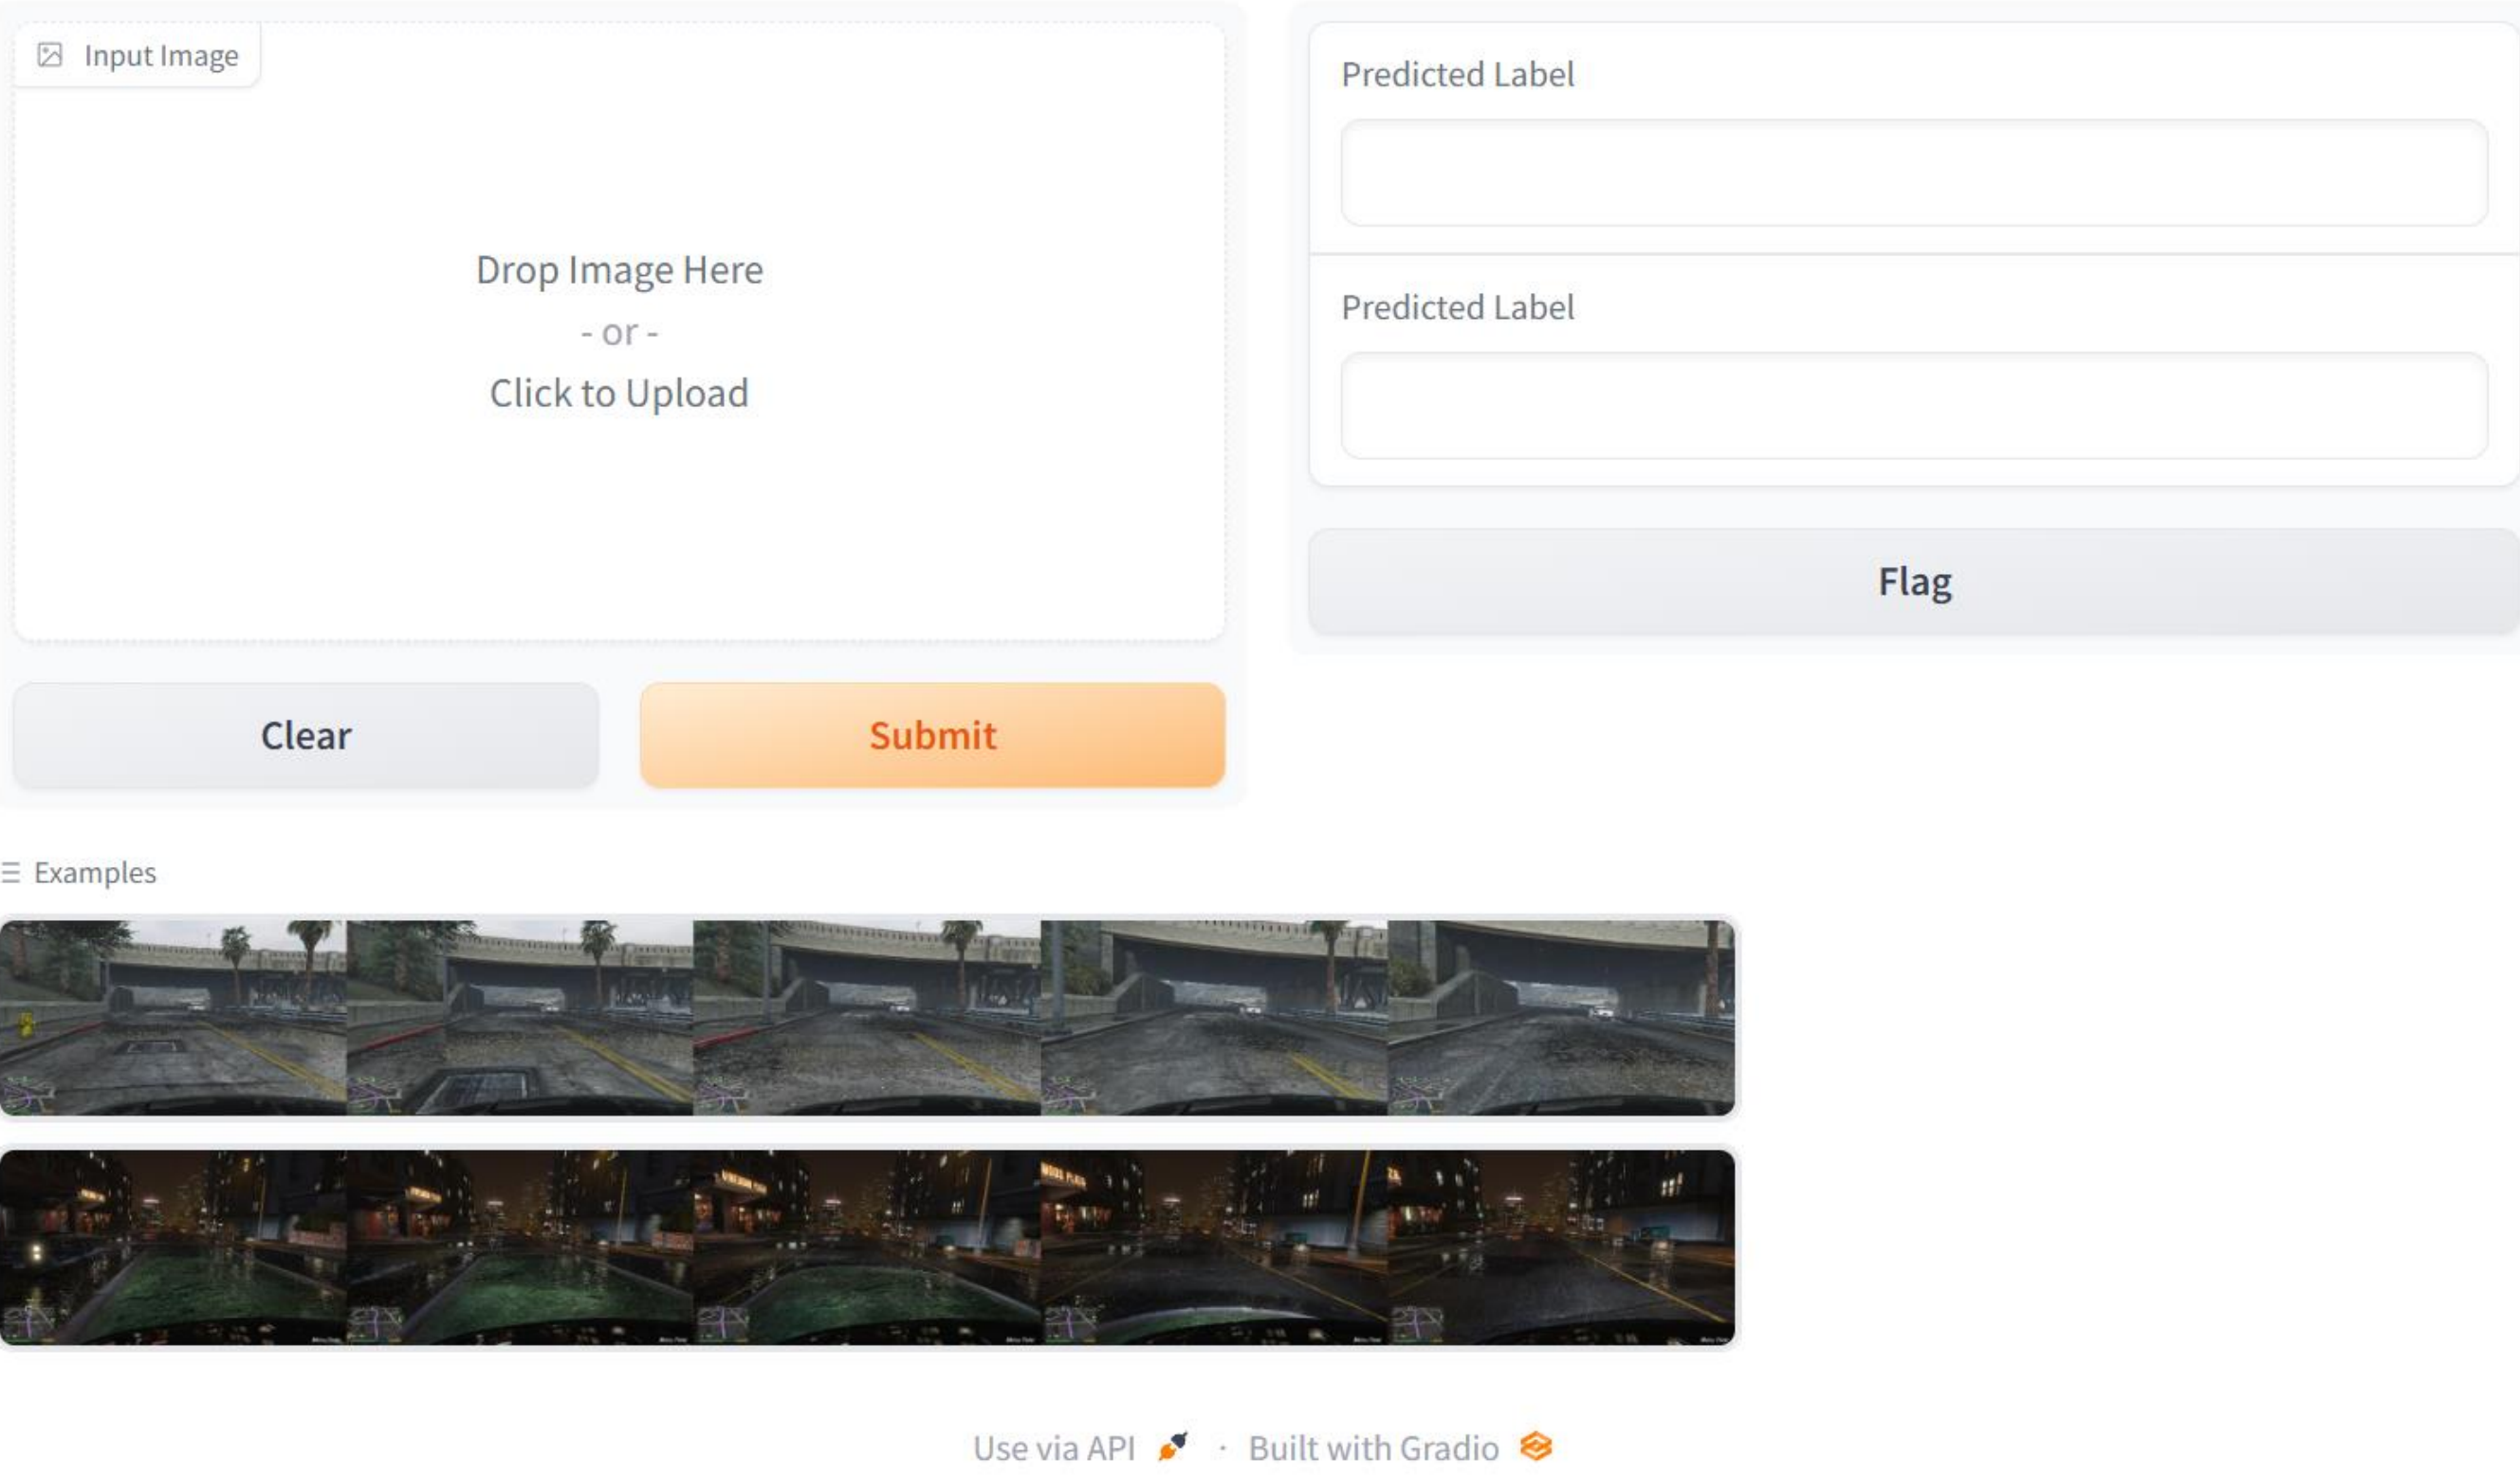 Input Image
Drop Image Here
- or -
Click to Upload
Clear
Submit
Predicted Label
Predicted Label
Flag
Examples
Use via API · Built with Gradio